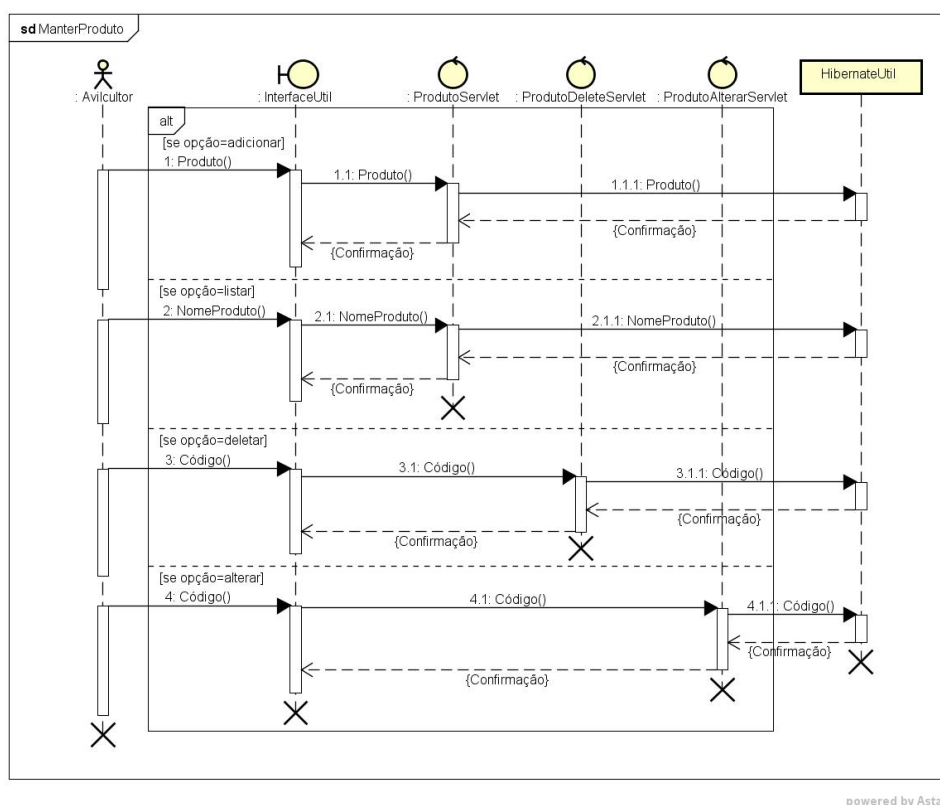 sd ManterProduto
: Avilcultor
: InterfaceUtil
: ProdutoServlet
: ProdutoDeleteServlet
: ProdutoAlterarServlet
HibernateUtil
alt
[se opção=adicionar]
1: Produto()
1.1: Produto()
1.1.1: Produto()
{Confirmação}
{Confirmação}
[se opção=listar]
2: NomeProduto()
2.1: NomeProduto()
2.1.1: NomeProduto()
{Confirmação}
{Confirmação}
[se opção=deletar]
3: Código()
3.1: Código()
3.1.1: Código()
{Confirmação}
{Confirmação}
[se opção=alterar]
4: Código()
4.1: Código()
4.1.1: Código()
{Confirmação}
{Confirmação}
powered by Asta